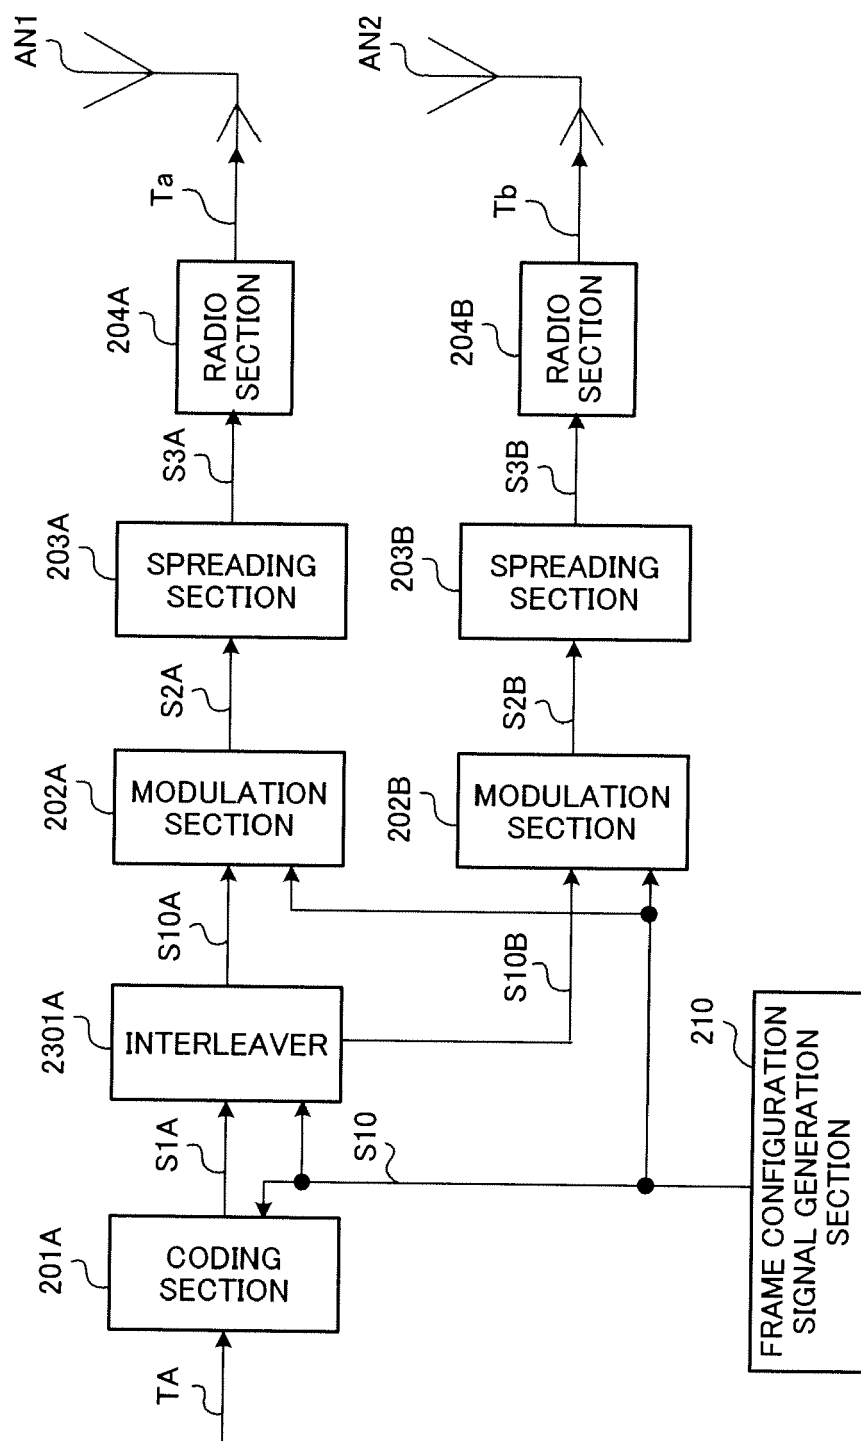 TA
201A
CODING
SECTION
S1A
2301A
INTERLEAVER
S10A
202A
MODULATION
SECTION
S2A
203A
SPREADING
SECTION
S3A
204A
RADIO
SECTION
Ta
AN1
S10
S10B
202B
MODULATION
SECTION
S2B
203B
SPREADING
SECTION
S3B
204B
RADIO
SECTION
Tb
AN2
210
FRAME CONFIGURATION
SIGNAL GENERATION
SECTION